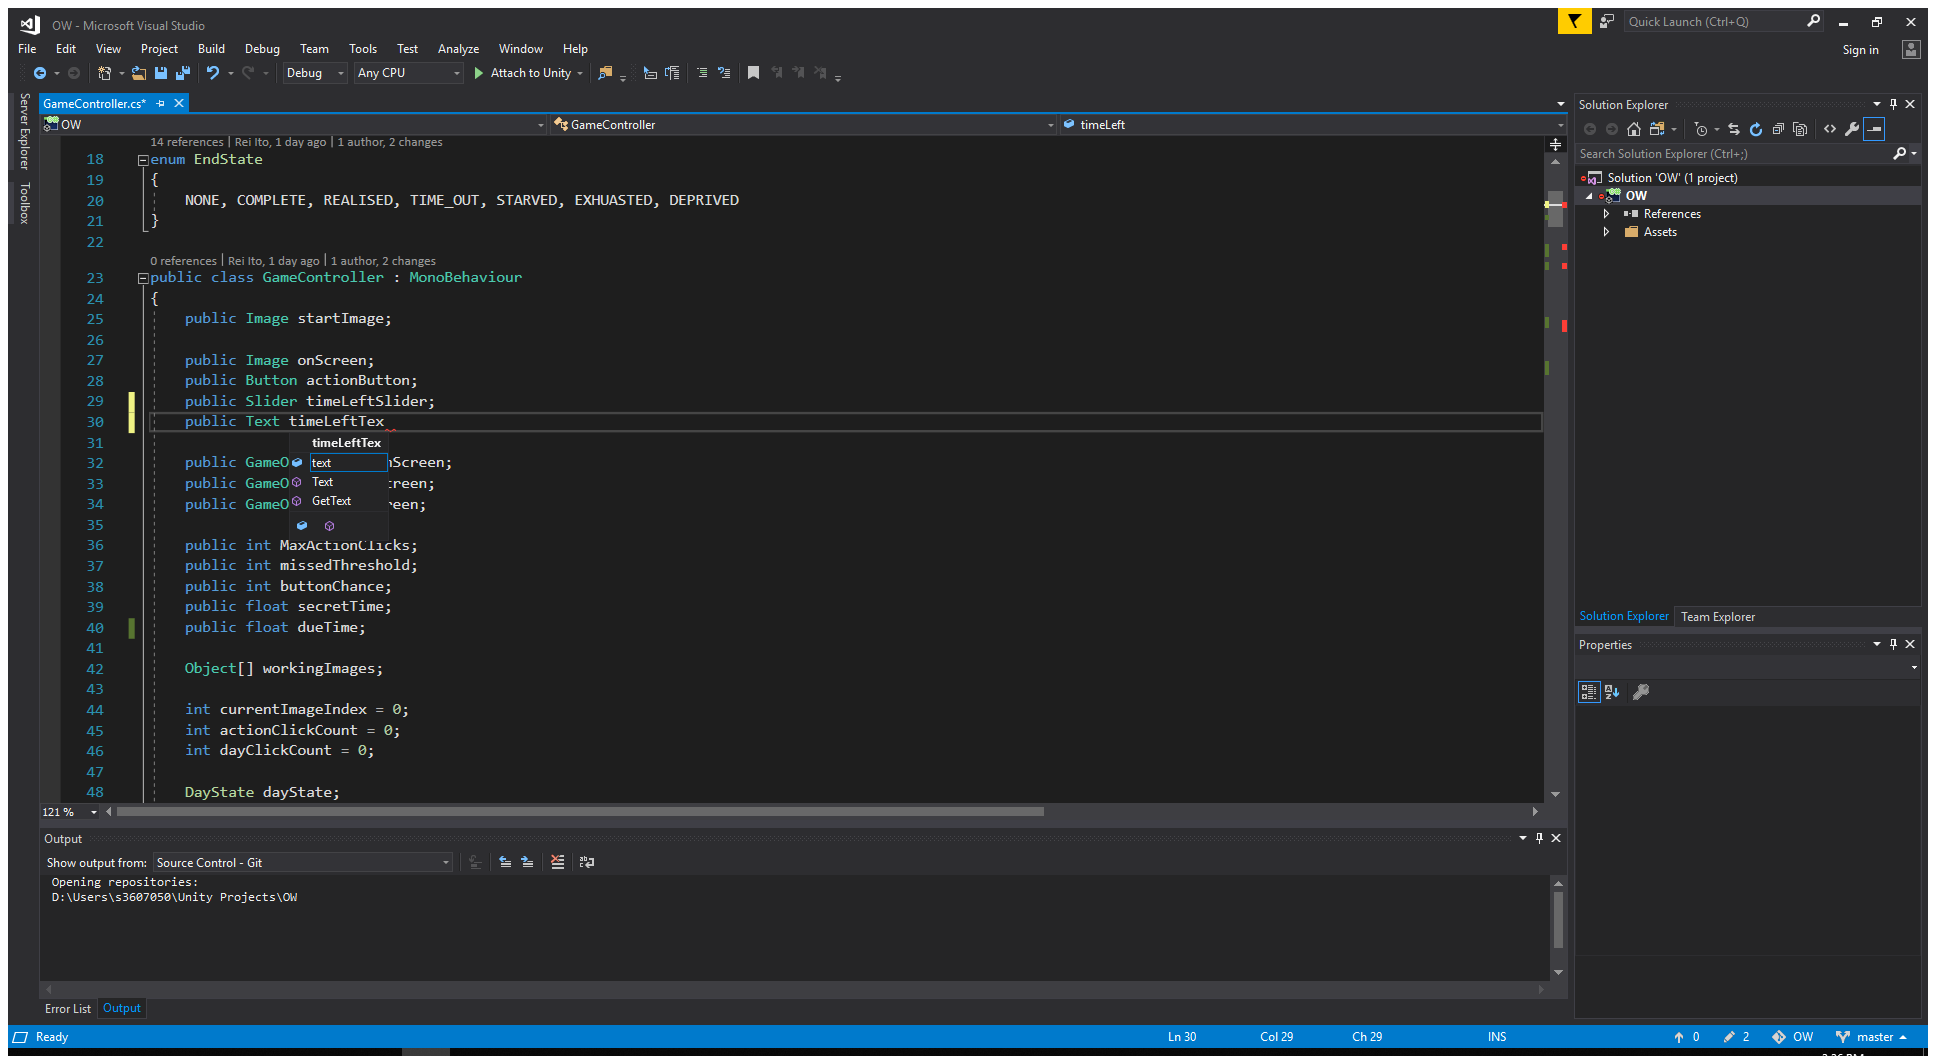 OW - Microsoft Visual Studio
Quick Launch (Ctrl+Q)
File Edit View Project Build Debug Team Tools Test Analyze Window Help
Sign in
Debug Any CPU Attach to Unity
Server Explorer
Toolbox
GameController.cs*
OW GameController timeLeft
14 references | Rei Ito, 1 day ago | 1 author, 2 changes
18 enum EndState
19 {
20 NONE, COMPLETE, REALISED, TIME_OUT, STARVED, EXHUASTED, DEPRIVED
21 }
22
0 references | Rei Ito, 1 day ago | 1 author, 2 changes
23 public class GameController : MonoBehaviour
24 {
25 public Image startImage;
26
27 public Image onScreen;
28 public Button actionButton;
29 public Slider timeLeftSlider;
30 public Text timeLeftTex
31
timeLeftTex
text
Text
GetText
32 public GameO nScreen;
33 public GameO reen;
34 public GameO een;
35
36 public int MaxActionClicks;
37 public int missedThreshold;
38 public int buttonChance;
39 public float secretTime;
40 public float dueTime;
41
42 Object[] workingImages;
43
44 int currentImageIndex = 0;
45 int actionClickCount = 0;
46 int dayClickCount = 0;
47
48 DayState dayState;
121 %
Output
Show output from: Source Control - Git
Opening repositories:
D:\Users\s3607050\Unity Projects\OW
Error List Output
Solution Explorer
Search Solution Explorer (Ctrl+;)
Solution 'OW' (1 project)
OW
References
Assets
Solution Explorer Team Explorer
Properties
Ready Ln 30 Col 29 Ch 29 INS 0 2 OW master